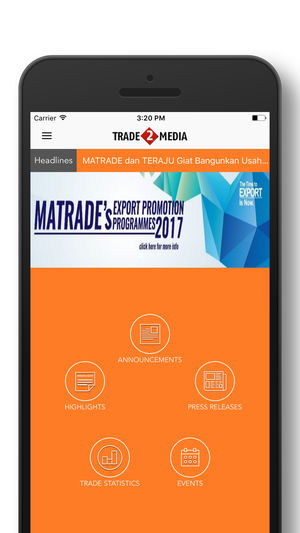 Carrier 3:20 PM
TRADE 2 MEDIA
Headlines MATRADE dan TERAJU Giat Bangunkan Usah...
The Time to
EXPORT
Is Now
MATRADE's EXPORT PROMOTION
PROGRAMMES 2017
click here for more info
ANNOUNCEMENTS
HIGHLIGHTS
PRESS RELEASES
TRADE STATISTICS
EVENTS